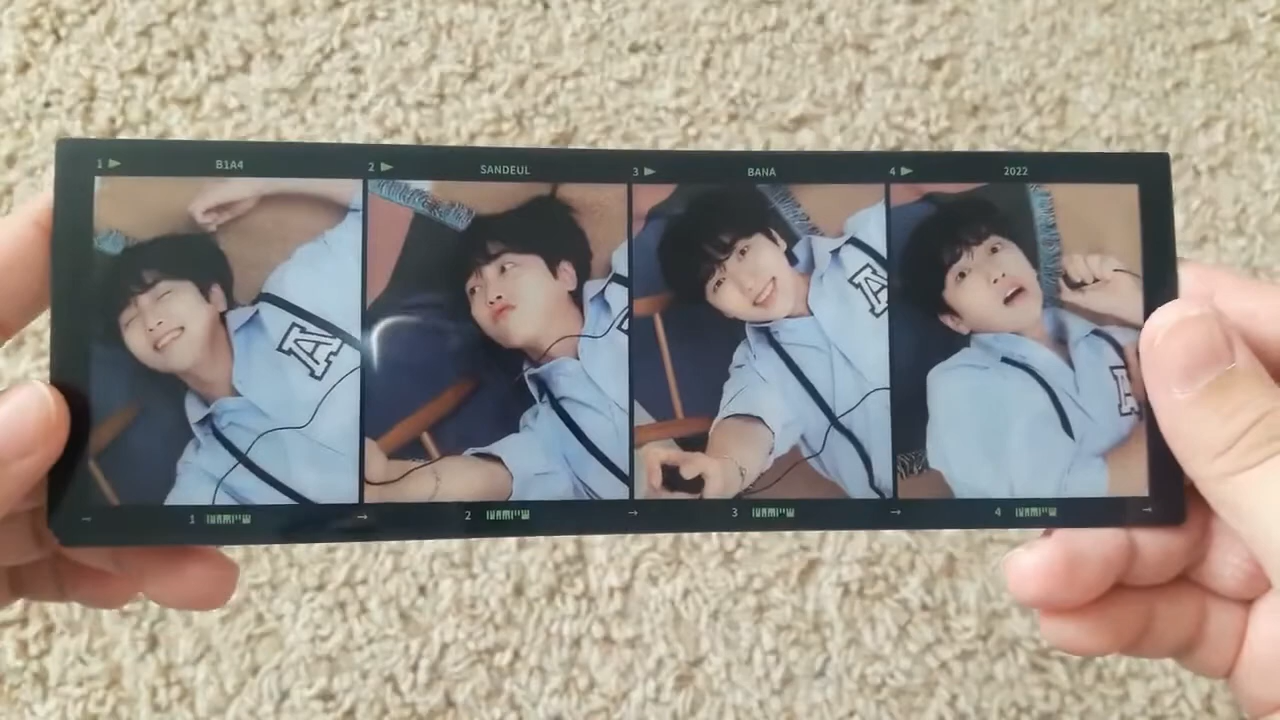 1 ▶ B1A4 2 ▶ SANDEUL 3 ▶ BANA 4 ▶ 2022
A A A
→ 1 → 2 → 3 → 4 →